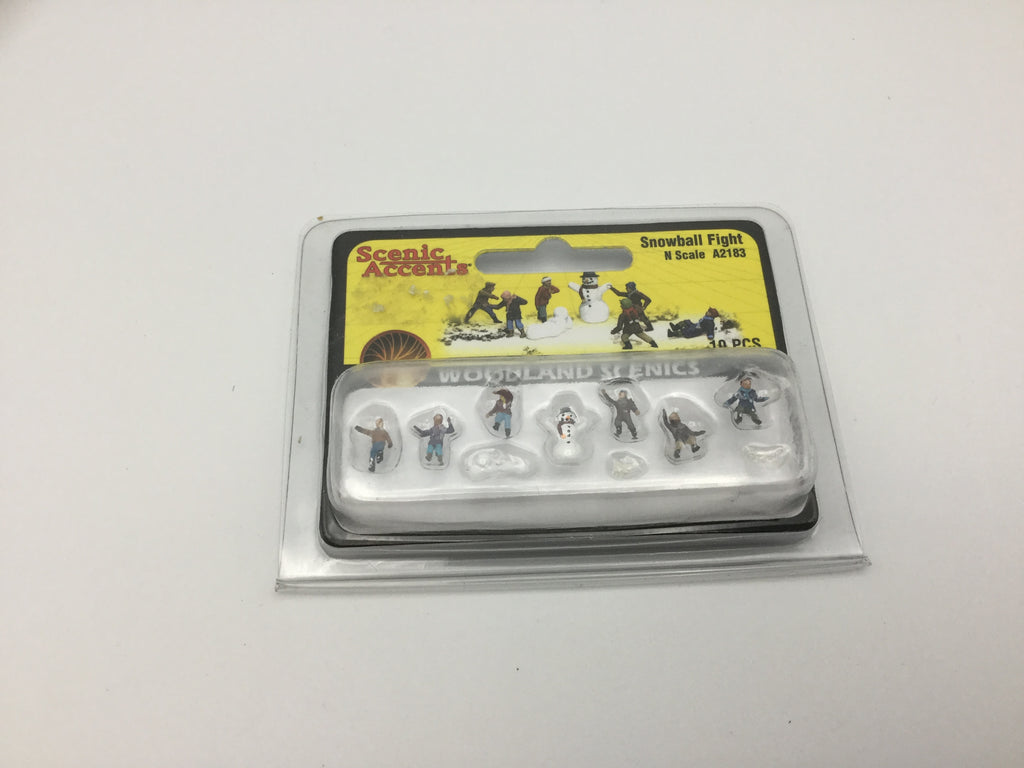 Scenic Accents®
Snowball Fight
N Scale A2183
10 PCS
WOODLAND SCENICS